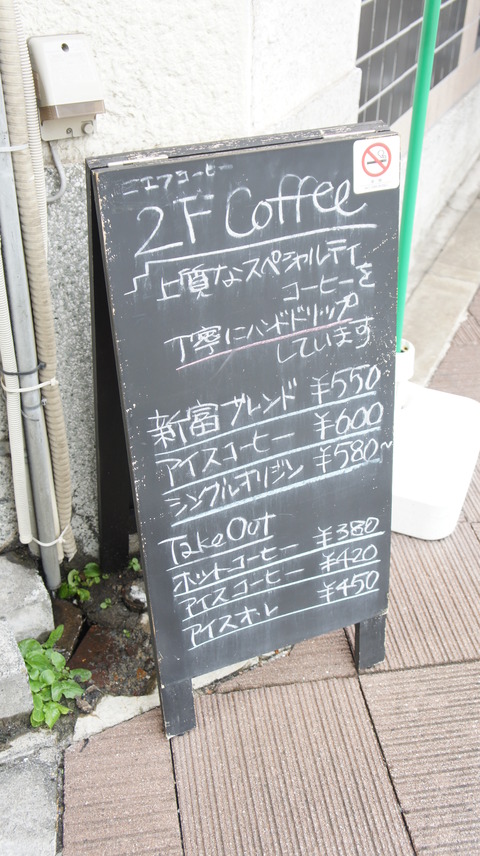 ニエフコーヒー
2F Coffee
上質なスペシャルティ
コーヒーを
丁寧にハンドドリップ
しています
新富ブレンド ¥550
アイスコーヒー ¥600
シングルオリジン ¥580~
Take Out
ホットコーヒー ¥380
アイスコーヒー ¥420
アイスオ・レ ¥450